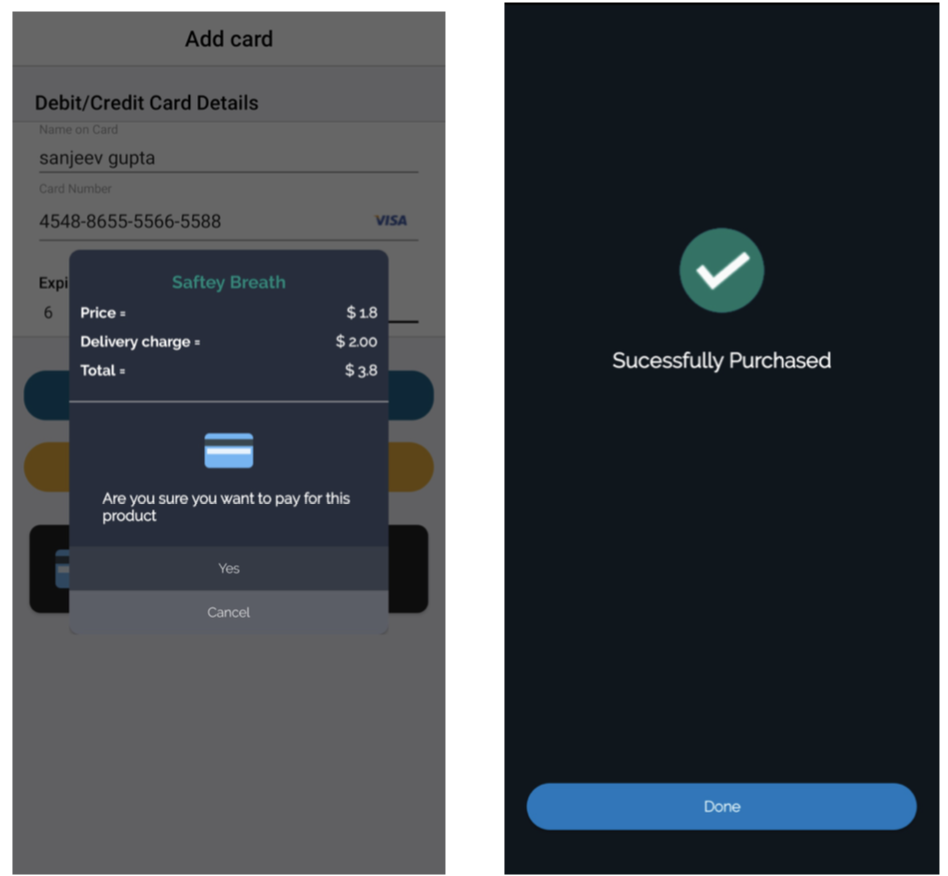 Add card
Debit/Credit Card Details
Name on Card
sanjeev gupta
Card Number
4548-8655-5566-5588 VISA
Expi
6
Saftey Breath
Price = $ 1.8
Delivery charge = $ 2.00
Total = $ 3.8
Are you sure you want to pay for this
product
Yes
Cancel
Sucessfully Purchased
Done